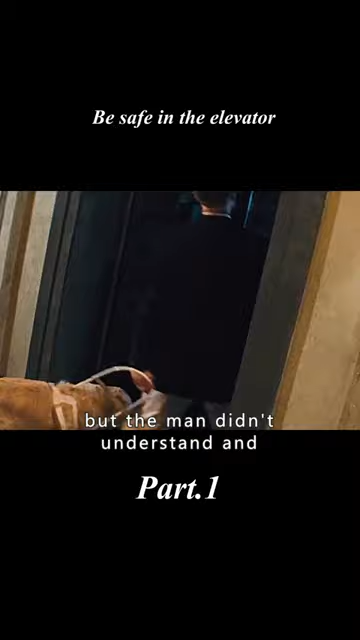 Be safe in the elevator
but the man didn't
understand and
Part.1